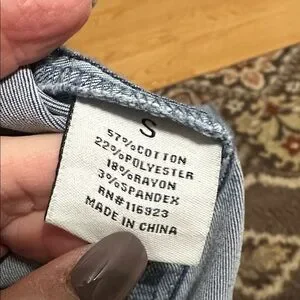 S
57%COTTON
22%POLYESTER
18%RAYON
3%SPANDEX
RN#116923
MADE IN CHINA